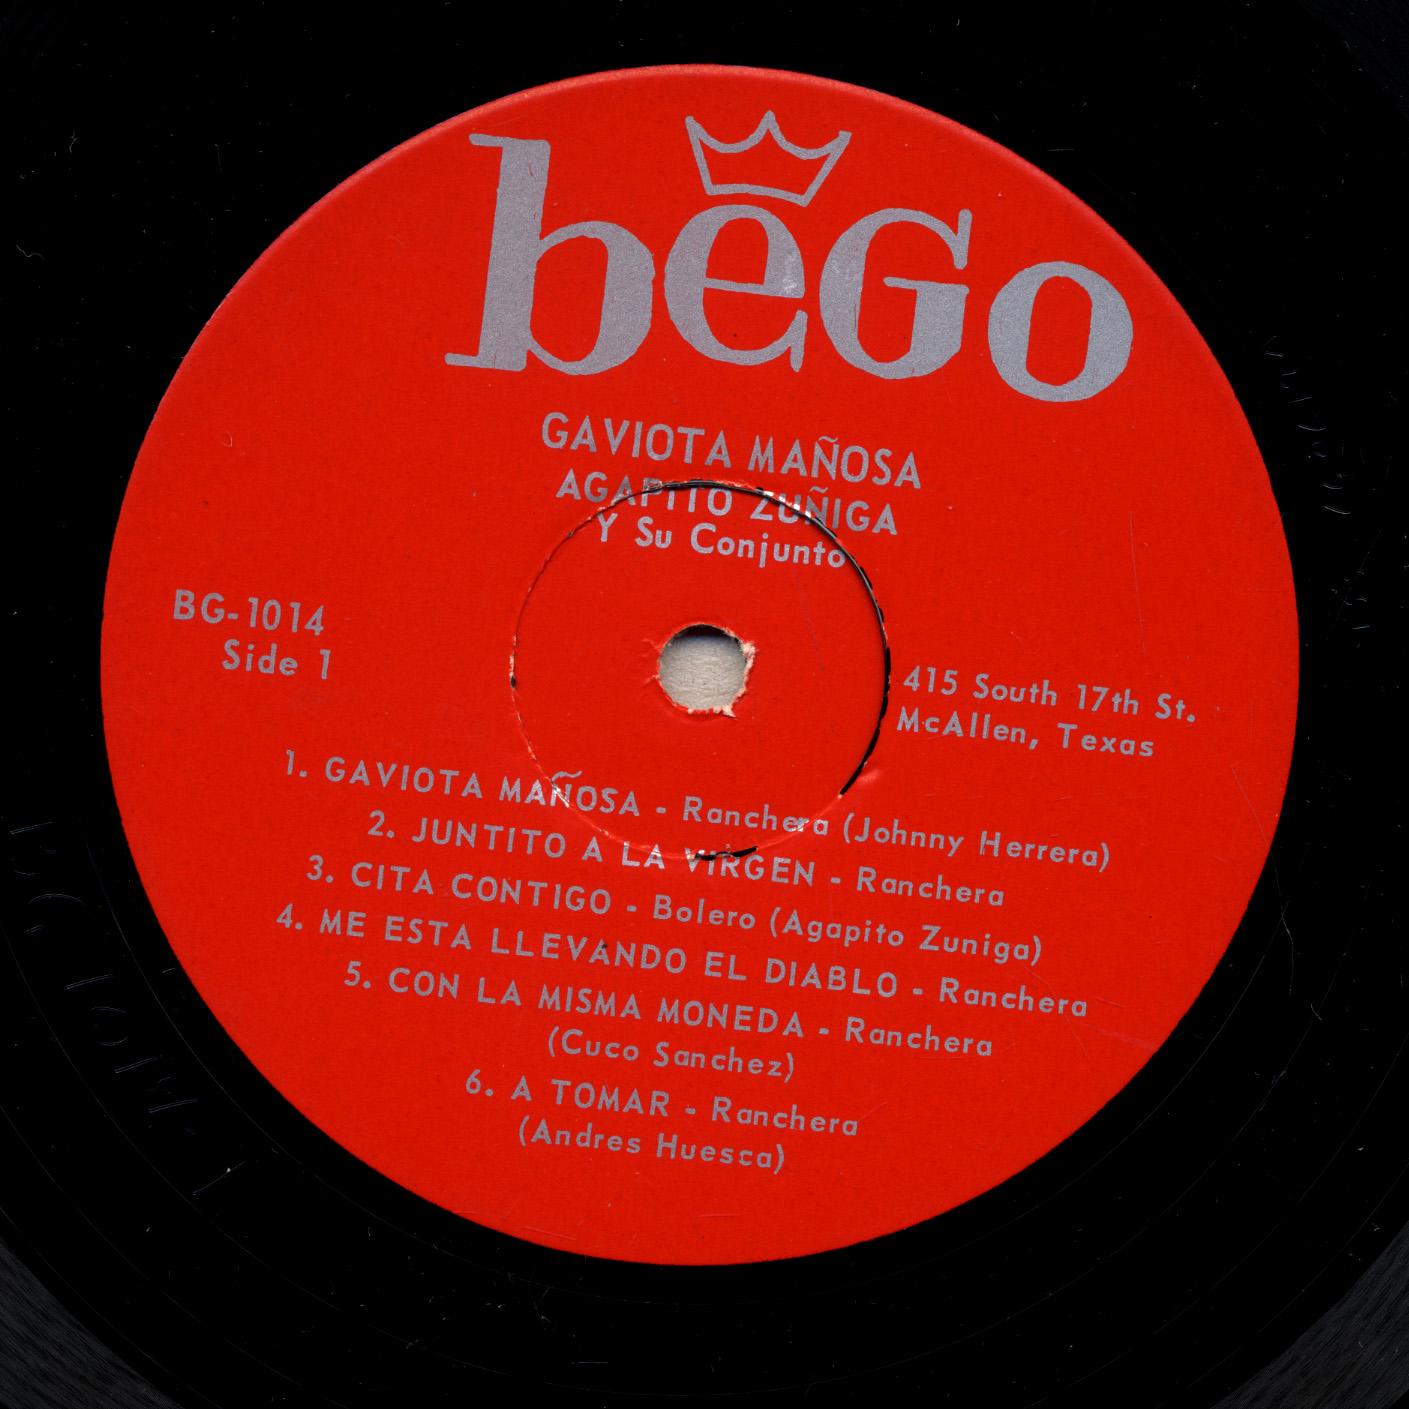 beGo
GAVIOTA MAÑOSA
AGAPITO ZUÑIGA
Y Su Conjunto
BG-1014
Side 1
415 South 17th St.
McAllen, Texas
1. GAVIOTA MAÑOSA - Ranchera (Johnny Herrera)
2. JUNTITO A LA VIRGEN - Ranchera
3. CITA CONTIGO - Bolero (Agapito Zuniga)
4. ME ESTA LLEVANDO EL DIABLO - Ranchera
5. CON LA MISMA MONEDA - Ranchera
(Cuco Sanchez)
6. A TOMAR - Ranchera
(Andres Huesca)